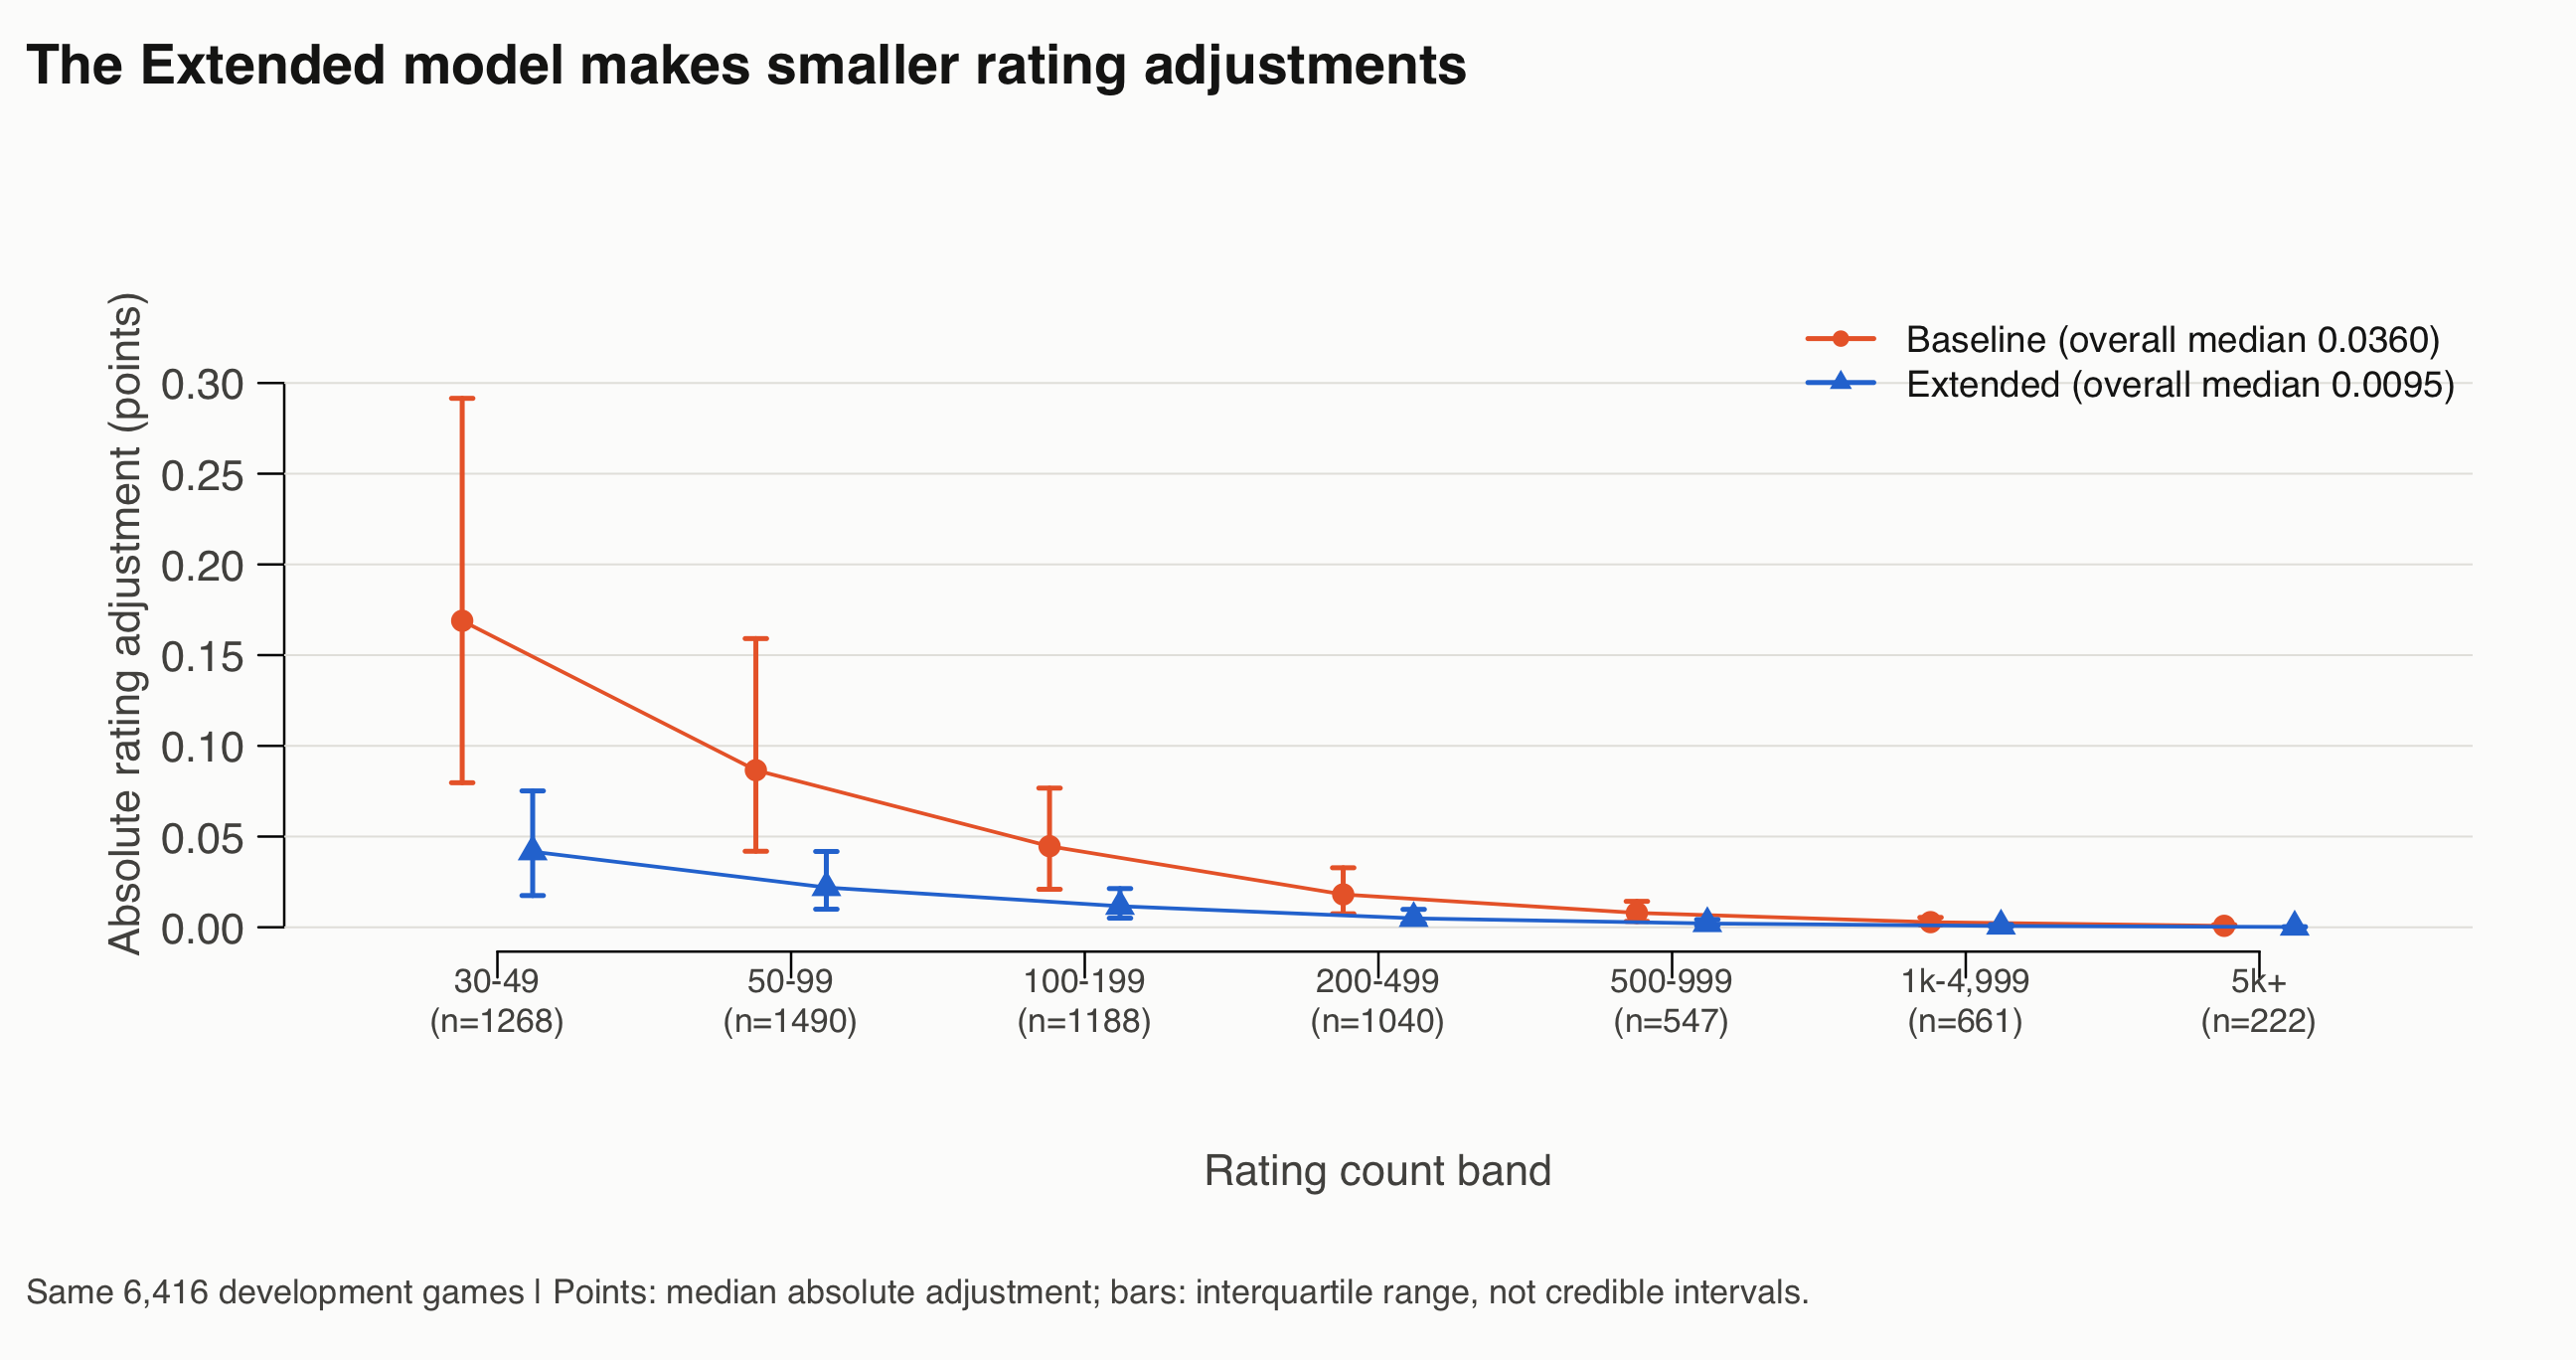 The Extended model makes smaller rating adjustments
Baseline (overall median 0.0360)
Extended (overall median 0.0095)
Absolute rating adjustment (points)
0.30
0.25
0.20
0.15
0.10
0.05
0.00
30-49 50-99 100-199 200-499 500-999 1k-4,999 5k+
(n=1268) (n=1490) (n=1188) (n=1040) (n=547) (n=661) (n=222)
Rating count band
Same 6,416 development games | Points: median absolute adjustment; bars: interquartile range, not credible intervals.